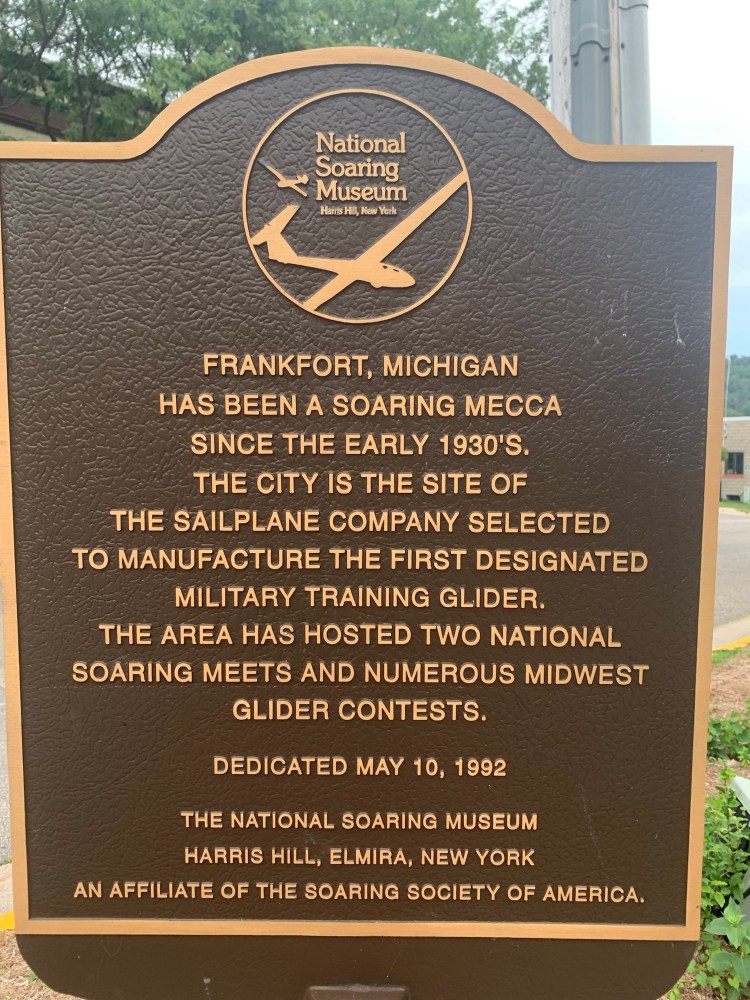 National
Soaring
Museum
Harris Hill, New York
FRANKFORT, MICHIGAN
HAS BEEN A SOARING MECCA
SINCE THE EARLY 1930'S.
THE CITY IS THE SITE OF
THE SAILPLANE COMPANY SELECTED
TO MANUFACTURE THE FIRST DESIGNATED
MILITARY TRAINING GLIDER.
THE AREA HAS HOSTED TWO NATIONAL
SOARING MEETS AND NUMEROUS MIDWEST
GLIDER CONTESTS.
DEDICATED MAY 10, 1992
THE NATIONAL SOARING MUSEUM
HARRIS HILL, ELMIRA, NEW YORK
AN AFFILIATE OF THE SOARING SOCIETY OF AMERICA.